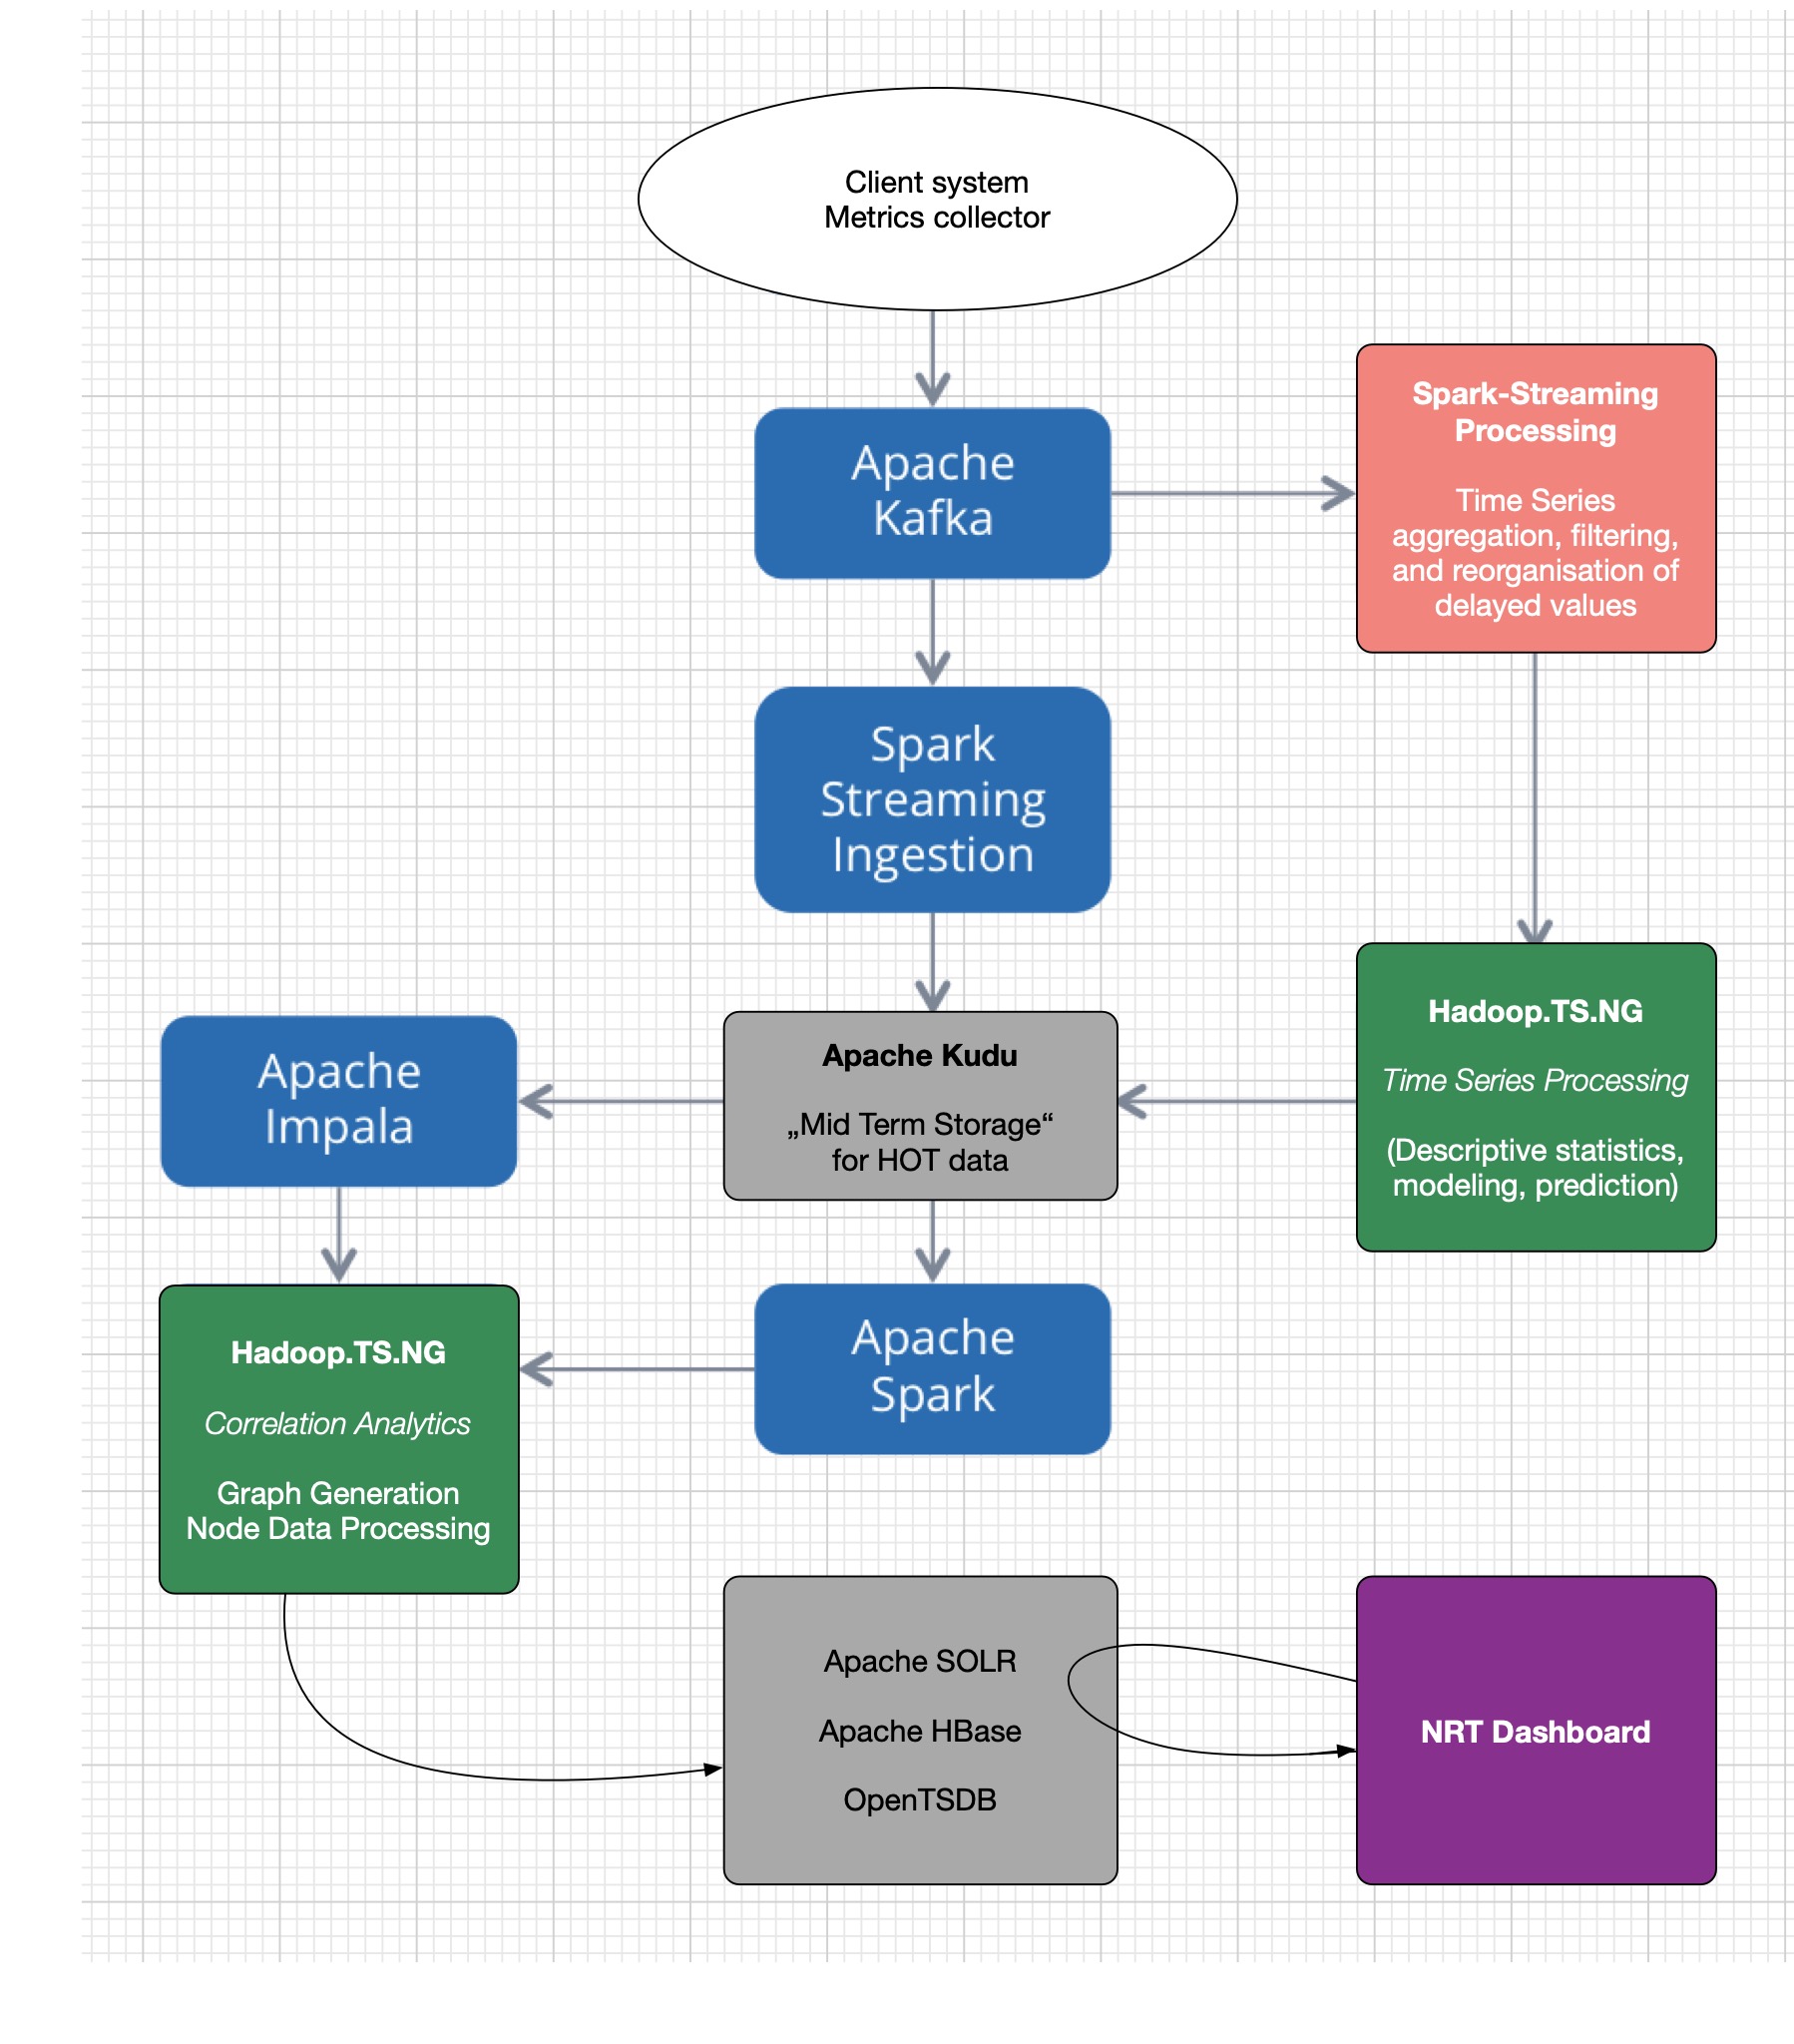 Client system
Metrics collector
Apache
Kafka
Spark-Streaming
Processing
Time Series
aggregation, filtering,
and reorganisation of
delayed values
Spark
Streaming
Ingestion
Apache
Impala
Apache Kudu
„Mid Term Storage“
for HOT data
Hadoop.TS.NG
Time Series Processing
(Descriptive statistics,
modeling, prediction)
Hadoop.TS.NG
Correlation Analytics
Graph Generation
Node Data Processing
Apache
Spark
Apache SOLR
Apache HBase
OpenTSDB
NRT Dashboard